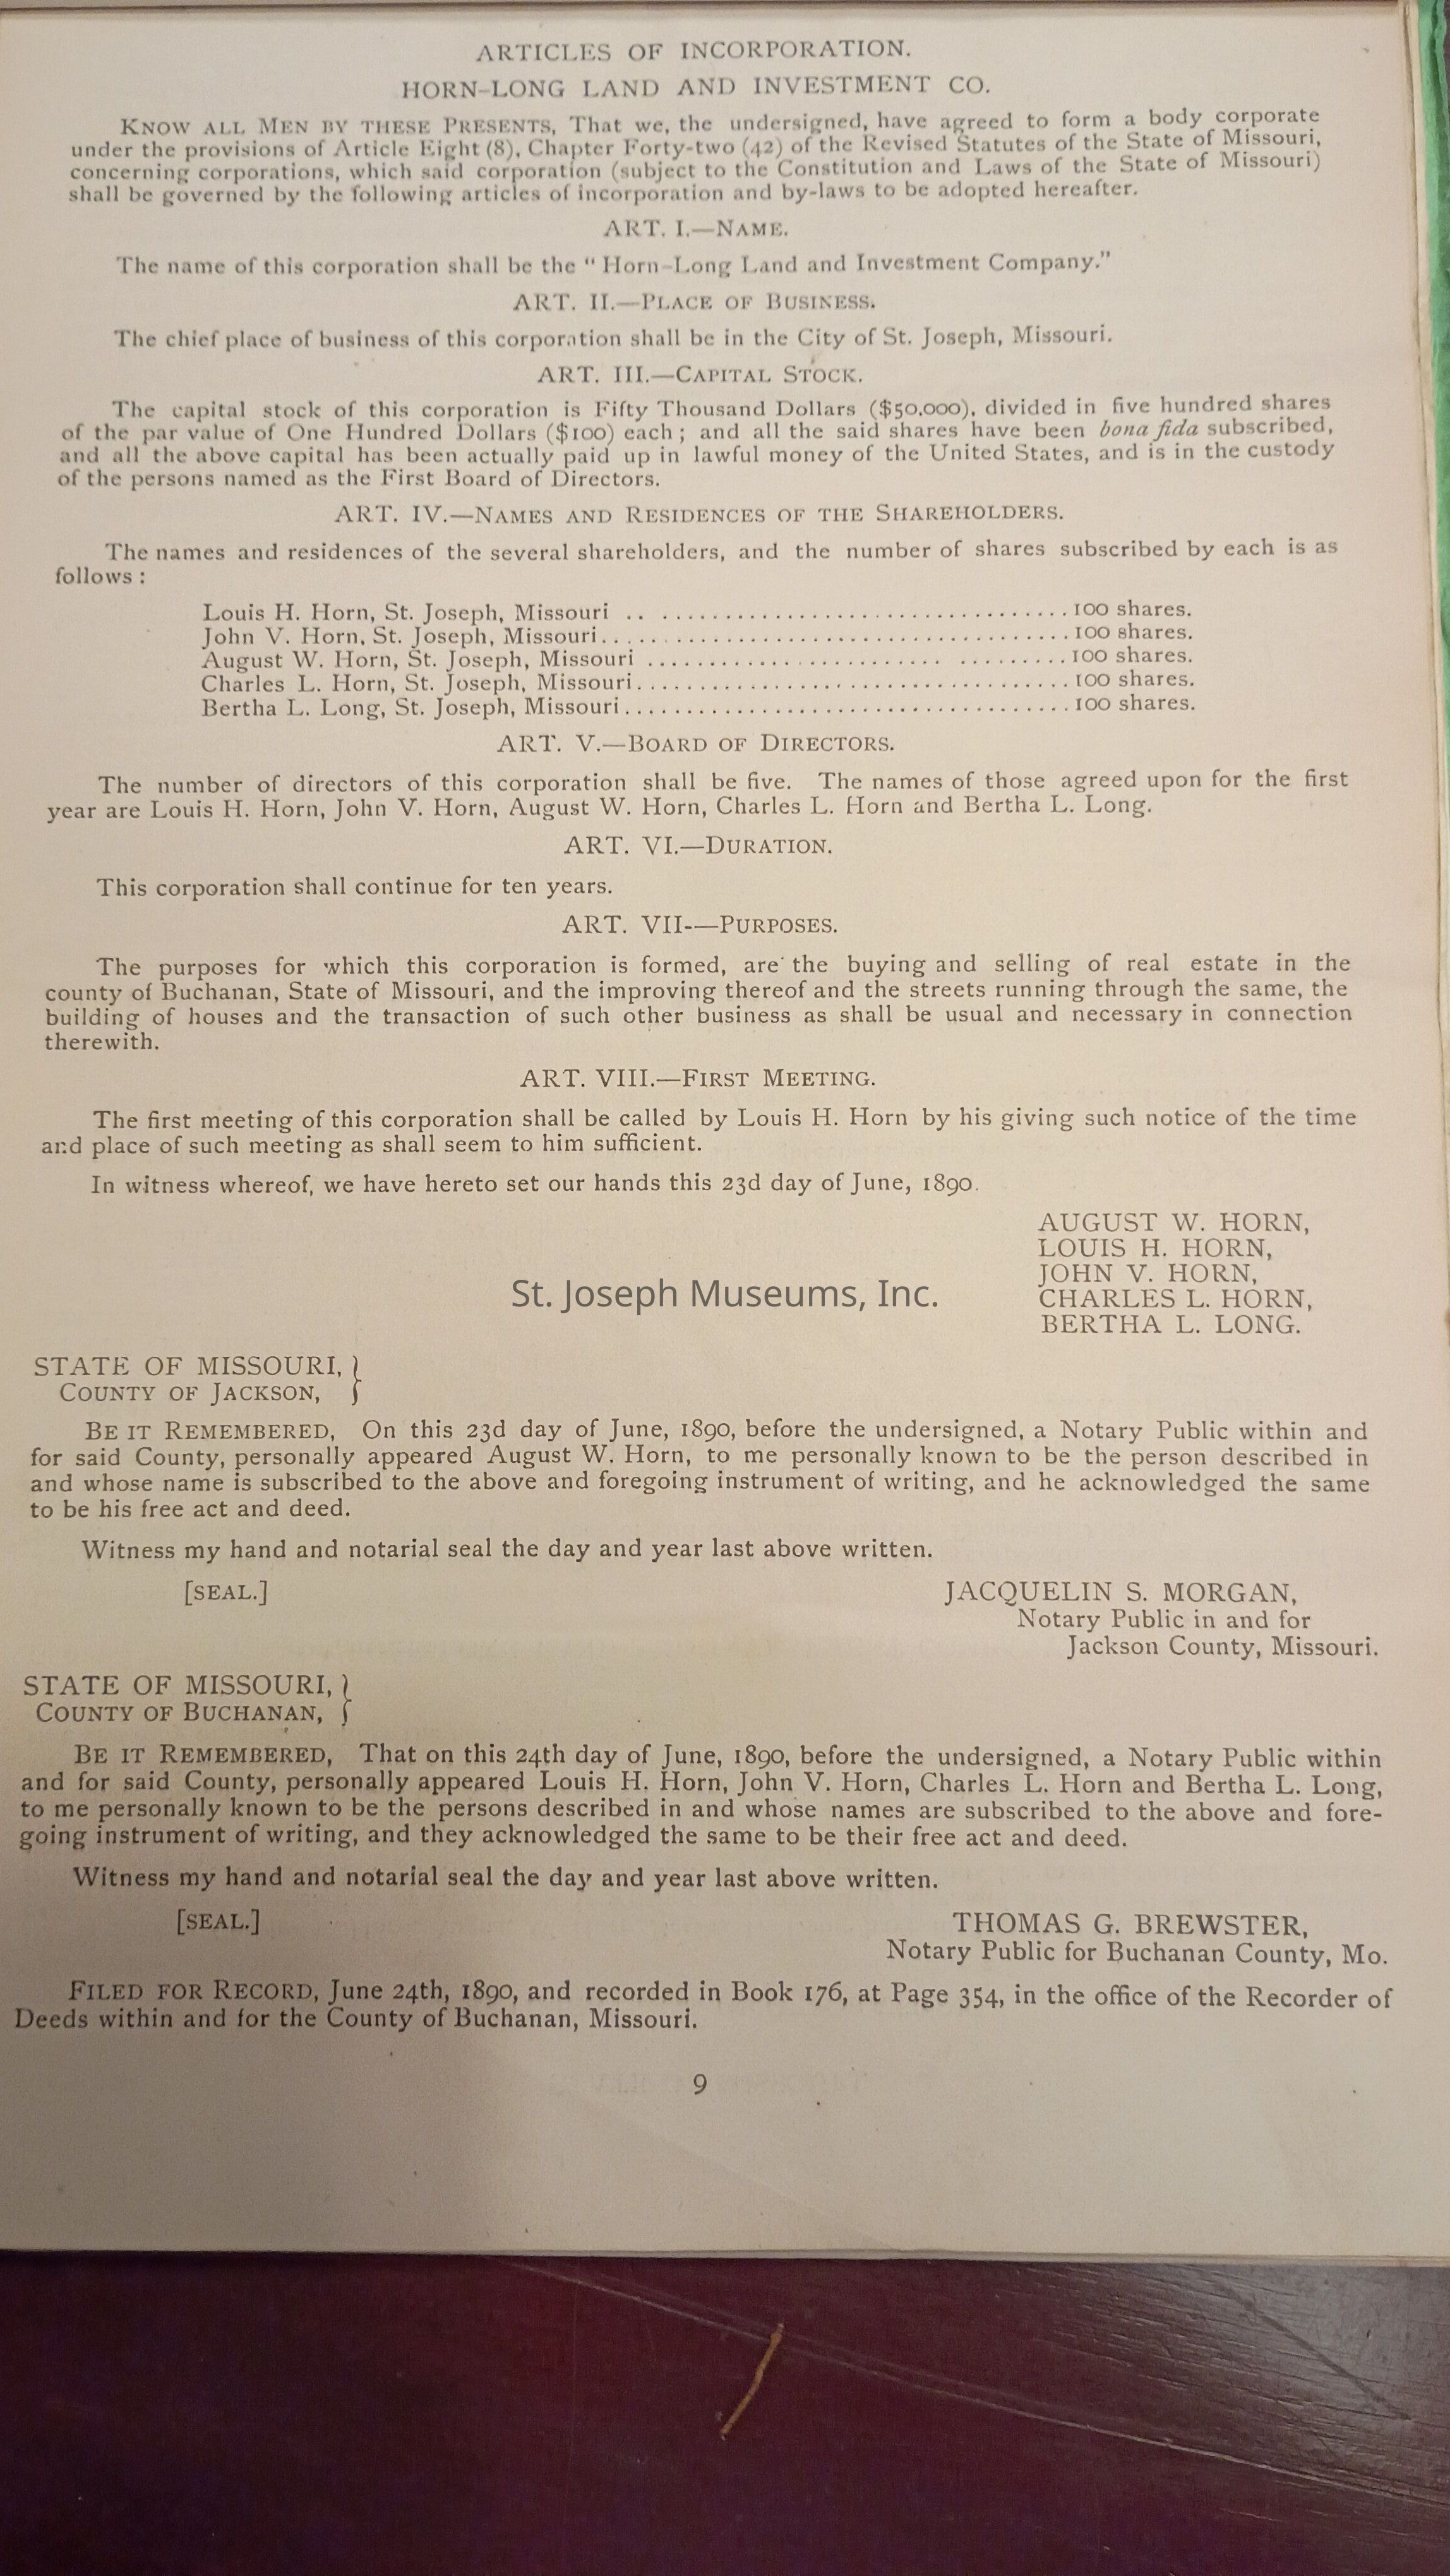 ARTICLES OF INCORPORATION.
HORN-LONG LAND AND INVESTMENT CO.
KNOW ALL MEN BY THESE PRESENTS, That we, the undersigned, have agreed to form a body corporate
under the provisions of Article Eight (8), Chapter Forty-two (42) of the Revised Statutes of the State of Missouri,
concerning corporations, which said corporation (subject to the Constitution and Laws of the State of Missouri)
shall be governed by the following articles of incorporation and by-laws to be adopted hereafter.
ART. I.—NAME.
The name of this corporation shall be the “ Horn-Long Land and Investment Company.”
ART. II.—PLACE OF BUSINESS.
The chief place of business of this corporation shall be in the City of St. Joseph, Missouri.
ART. III.—CAPITAL STOCK.
The capital stock of this corporation is Fifty Thousand Dollars ($50,000), divided in five hundred shares
of the par value of One Hundred Dollars ($100) each ; and all the said shares have been bona fida subscribed,
and all the above capital has been actually paid up in lawful money of the United States, and is in the custody
of the persons named as the First Board of Directors.
ART. IV.—NAMES AND RESIDENCES OF THE SHAREHOLDERS.
The names and residences of the several shareholders, and the number of shares subscribed by each is as
follows :
Louis H. Horn, St. Joseph, Missouri .. ................................100 shares.
John V. Horn, St. Joseph, Missouri.....................................100 shares.
August W. Horn, St. Joseph, Missouri ........................ .........100 shares.
Charles L. Horn, St. Joseph, Missouri..................................100 shares.
Bertha L. Long, St. Joseph, Missouri...................................100 shares.
ART. V.—BOARD OF DIRECTORS.
The number of directors of this corporation shall be five. The names of those agreed upon for the first
year are Louis H. Horn, John V. Horn, August W. Horn, Charles L. Horn and Bertha L. Long.
ART. VI.—DURATION.
This corporation shall continue for ten years.
ART. VII-—PURPOSES.
The purposes for which this corporation is formed, are the buying and selling of real estate in the
county of Buchanan, State of Missouri, and the improving thereof and the streets running through the same, the
building of houses and the transaction of such other business as shall be usual and necessary in connection
therewith.
ART. VIII.—FIRST MEETING.
The first meeting of this corporation shall be called by Louis H. Horn by his giving such notice of the time
and place of such meeting as shall seem to him sufficient.
In witness whereof, we have hereto set our hands this 23d day of June, 1890.
AUGUST W. HORN,
LOUIS H. HORN,
JOHN V. HORN,
St. Joseph Museums, Inc.
CHARLES L. HORN,
BERTHA L. LONG.
STATE OF MISSOURI, }
COUNTY OF JACKSON,
BE IT REMEMBERED, On this 23d day of June, 1890, before the undersigned, a Notary Public within and
for said County, personally appeared August W. Horn, to me personally known to be the person described in
and whose name is subscribed to the above and foregoing instrument of writing, and he acknowledged the same
to be his free act and deed.
Witness my hand and notarial seal the day and year last above written.
[SEAL.] JACQUELIN S. MORGAN,
Notary Public in and for
Jackson County, Missouri.
STATE OF MISSOURI, }
COUNTY OF BUCHANAN,
BE IT REMEMBERED, That on this 24th day of June, 1890, before the undersigned, a Notary Public within
and for said County, personally appeared Louis H. Horn, John V. Horn, Charles L. Horn and Bertha L. Long,
to me personally known to be the persons described in and whose names are subscribed to the above and fore-
going instrument of writing, and they acknowledged the same to be their free act and deed.
Witness my hand and notarial seal the day and year last above written.
[SEAL.] THOMAS G. BREWSTER,
Notary Public for Buchanan County, Mo.
FILED FOR RECORD, June 24th, 1890, and recorded in Book 176, at Page 354, in the office of the Recorder of
Deeds within and for the County of Buchanan, Missouri.
9